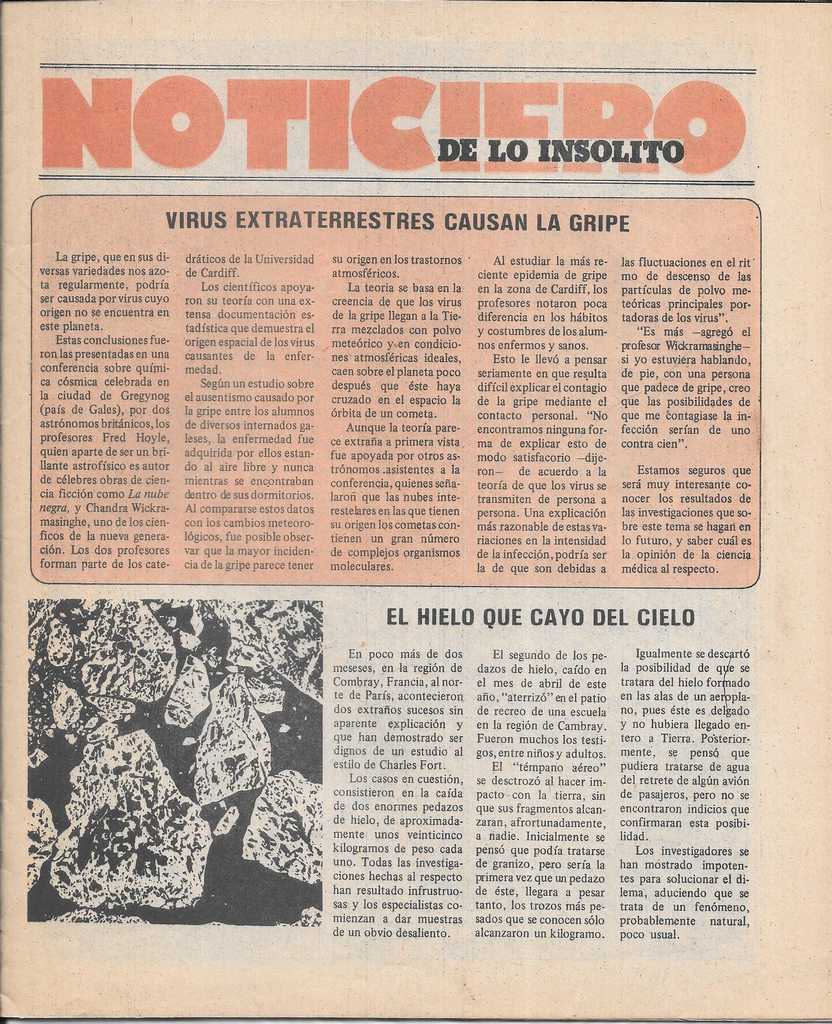 NOTICIERO
DE LO INSOLITO
VIRUS EXTRATERRESTRES CAUSAN LA GRIPE
La gripe, que en sus di-
versas variedades nos azo-
ta regularmente, podría
ser causada por virus cuyo
origen no se encuentra en
este planeta.
Estas conclusiones fue-
ron las presentadas en una
conferencia sobre quími-
ca cósmica celebrada en
la ciudad de Gregynog
(país de Gales), por dos
astrónomos británicos, los
profesores Fred Hoyle,
quien aparte de ser un bri-
llante astrofísico es autor
de célebres obras de cien-
cia ficción como La nube
negra, y Chandra Wickra-
masinghe, uno de los cien-
fícos de la nueva genera-
ción. Los dos profesores
forman parte de los cate-
dráticos de la Universidad
de Cardiff.
Los científicos apoya-
ron su teoría con una ex-
tensa documentación es-
tadística que demuestra el
origen espacial de los virus
causantes de la enfer-
medad.
Según un estudio sobre
el ausentismo causado por
la gripe entre los alumnos
de diversos internados ga-
leses, la enfermedad fue
adquirida por ellos estan-
do al aire libre y nunca
mientras se encontraban
dentro de sus dormitorios.
Al compararse estos datos
con los cambios meteoro-
lógicos, fue posible obser-
var que la mayor inciden-
cia de la gripe parece tener
su origen en los trastornos
atmosféricos.
La teoría se basa en la
creencia de que los virus
de la gripe llegan a la Tie-
rra mezclados con polvo
meteórico y en condicio-
nes atmosféricas ideales,
caen sobre el planeta poco
después que éste haya
cruzado en el espacio la
órbita de un cometa.
Aunque la teoría pare-
ce extraña a primera vista
fue apoyada por otros as-
trónomos asistentes a la
conferencia, quienes seña-
laron que las nubes inter-
estelares en las que tienen
su origen los cometas con-
tienen un gran número
de complejos organismos
moleculares.
Al estudiar la más re-
ciente epidemia de gripe
en la zona de Cardiff, los
profesores notaron poca
diferencia en los hábitos
y costumbres de los alum-
nos enfermos y sanos.
Esto le llevó a pensar
seriamente en que resulta
difícil explicar el contagio
de la gripe mediante el
contacto personal. “No
encontramos ninguna for-
ma de explicar esto de
modo satisfacorio —dije-
ron— de acuerdo a la
teoría de que los virus se
transmiten de persona a
persona. Una explicación
más razonable de estas va-
riaciones en la intensidad
de la infección, podría ser
la de que son debidas a
las fluctuaciones en el rit
mo de descenso de las
partículas de polvo me-
teóricas principales por-
tadoras de los virus”.
“Es más —agregó el
profesor Wickramasinghe—
si yo estuviera hablando,
de pie, con una persona
que padece de gripe, creo
que las posibilidades de
que me contagiase la in-
fección serían de uno
contra cien”.
Estamos seguros que
será muy interesante co-
nocer los resultados de
las investigaciones que so-
bre este tema se hagan en
lo futuro, y saber cuál es
la opinión de la ciencia
médica al respecto.
EL HIELO QUE CAYO DEL CIELO
En poco más de dos
meseses, en la región de
Combray, Francia, al nor-
te de París, acontecieron
dos extraños sucesos sin
aparente explicación y
que han demostrado ser
dignos de un estudio al
estilo de Charles Fort.
Los casos en cuestión,
consistieron en la caída
de dos enormes pedazos
de hielo, de aproximada-
mente unos veinticinco
kilogramos de peso cada
uno. Todas las investiga-
ciones hechas al respecto
han resultado infrustruo-
sas y los especialistas co-
mienzan a dar muestras
de un obvio desaliento.
El segundo de los pe-
dazos de hielo, caído en
el mes de abril de este
año, “aterrizó” en el patio
de recreo de una escuela
en la región de Cambray.
Fueron muchos los testi-
gos, entre niños y adultos.
El “témpano aéreo”
se desctrozó al hacer im-
pacto con la tierra, sin
que sus fragmentos alcan-
zaran, afrortunadamente,
a nadie. Inicialmente se
pensó que podía tratarse
de granizo, pero sería la
primera vez que un pedazo
de éste, llegara a pesar
tanto, los trozos más pe-
sados que se conocen sólo
alcanzaron un kilogramo.
Igualmente se descartó
la posibilidad de que se
tratara del hielo formado
en las alas de un aeropla-
no, pues éste es delgado
y no hubiera llegado en-
tero a Tierra. Posterior-
mente, se pensó que
pudiera tratarse de agua
del retrete de algún avión
de pasajeros, pero no se
encontraron indicios que
confirmaran esta posibi-
lidad.
Los investigadores se
han mostrado impoten-
tes para solucionar el di-
lema, aduciendo que se
trata de un fenómeno,
probablemente natural,
poco usual.